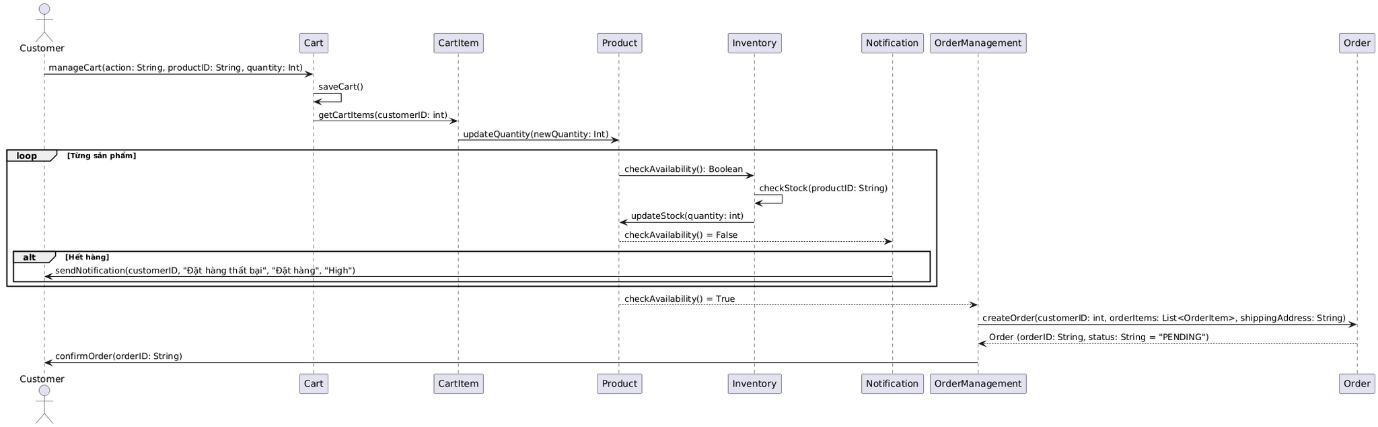 Customer
Cart
CartItem
Product
Inventory
Notification
OrderManagement
Order
manageCart(action: String, productID: String, quantity: Int)
saveCart()
getCartItems(customerID: int)
updateQuantity(newQuantity: Int)
loop [Từng sản phẩm]
checkAvailability(): Boolean
checkStock(productID: String)
updateStock(quantity: int)
checkAvailability() = False
alt [Hết hàng]
sendNotification(customerID, "Đặt hàng thất bại", "Đặt hàng", "High")
checkAvailability() = True
createOrder(customerID: int, orderItems: List<OrderItem>, shippingAddress: String)
Order (orderID: String, status: String = "PENDING")
confirmOrder(orderID: String)
Customer
Cart
CartItem
Product
Inventory
Notification
OrderManagement
Order